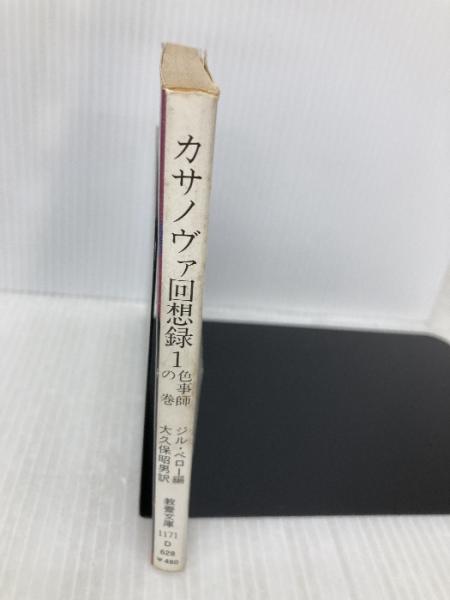 カサノヴァ回想録1
色事師の巻
ジル・ペロー編
大久保昭男訳
教養文庫
1171
D
628
¥480